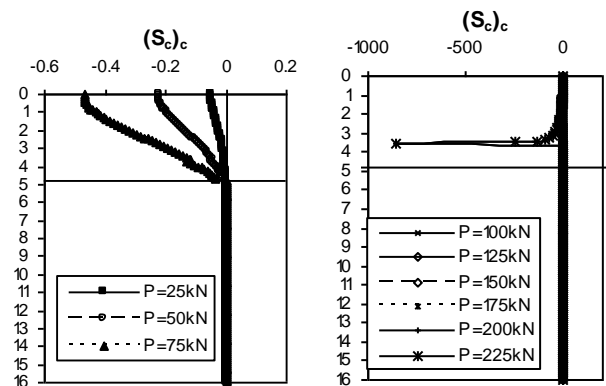 (Sc)c
-0.6 -0.4 -0.2 0 0.2
0
1
2
3
4
5
6
7
8
9
10
11
12
13
14
15
16
P=25kN
P=50kN
P=75kN
(Sc)c
-1000 -500 0
0
1
2
3
4
5
6
7
8
9
10
11
12
13
14
15
16
P=100kN
P=125kN
P=150kN
P=175kN
P=200kN
P=225kN